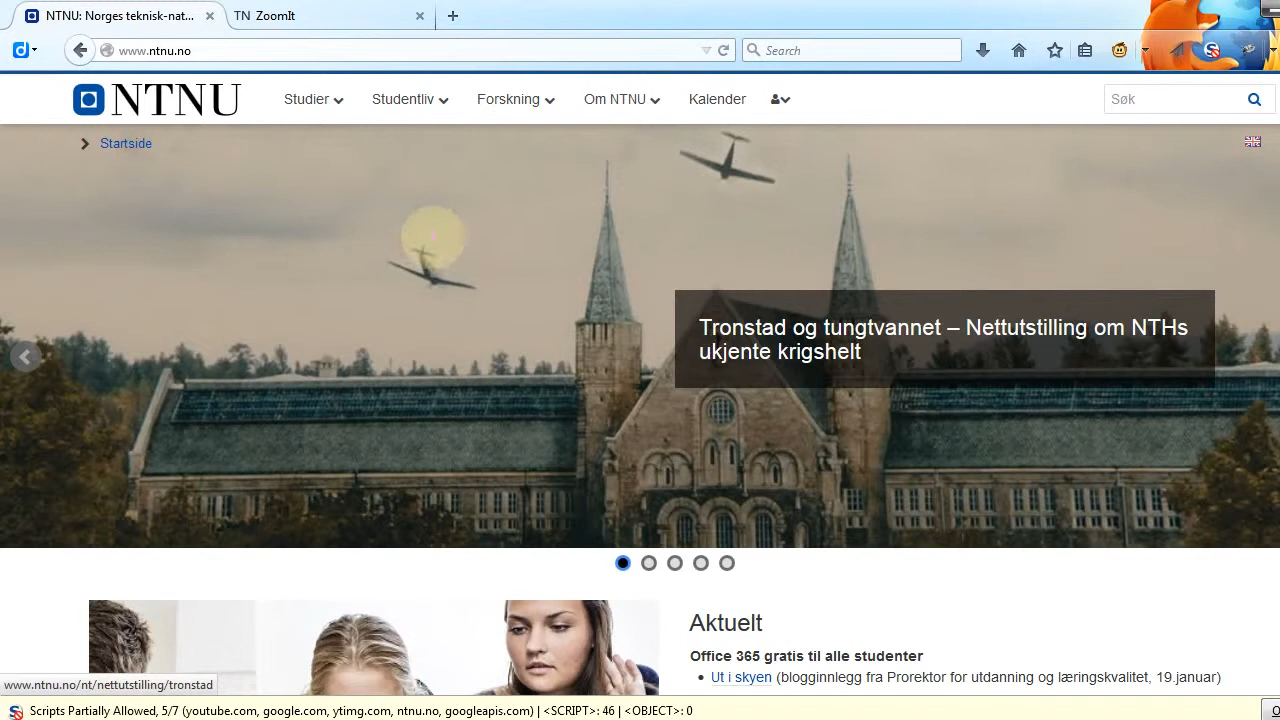 NTNU: Norges teknisk-nat...
TN ZoomIt
www.ntnu.no
Search
NTNU
Studier
Studentliv
Forskning
Om NTNU
Kalender
Søk
Startside
Tronstad og tungtvannet – Nettutstilling om NTHs
ukjente krigshelt
Aktuelt
Office 365 gratis til alle studenter
Ut i skyen (blogginnlegg fra Prorektor for utdanning og læringskvalitet, 19.januar)
www.ntnu.no/nt/nettutstilling/tronstad
Scripts Partially Allowed, 5/7 (youtube.com, google.com, ytimg.com, ntnu.no, googleapis.com) | <SCRIPT>: 46 | <OBJECT>: 0